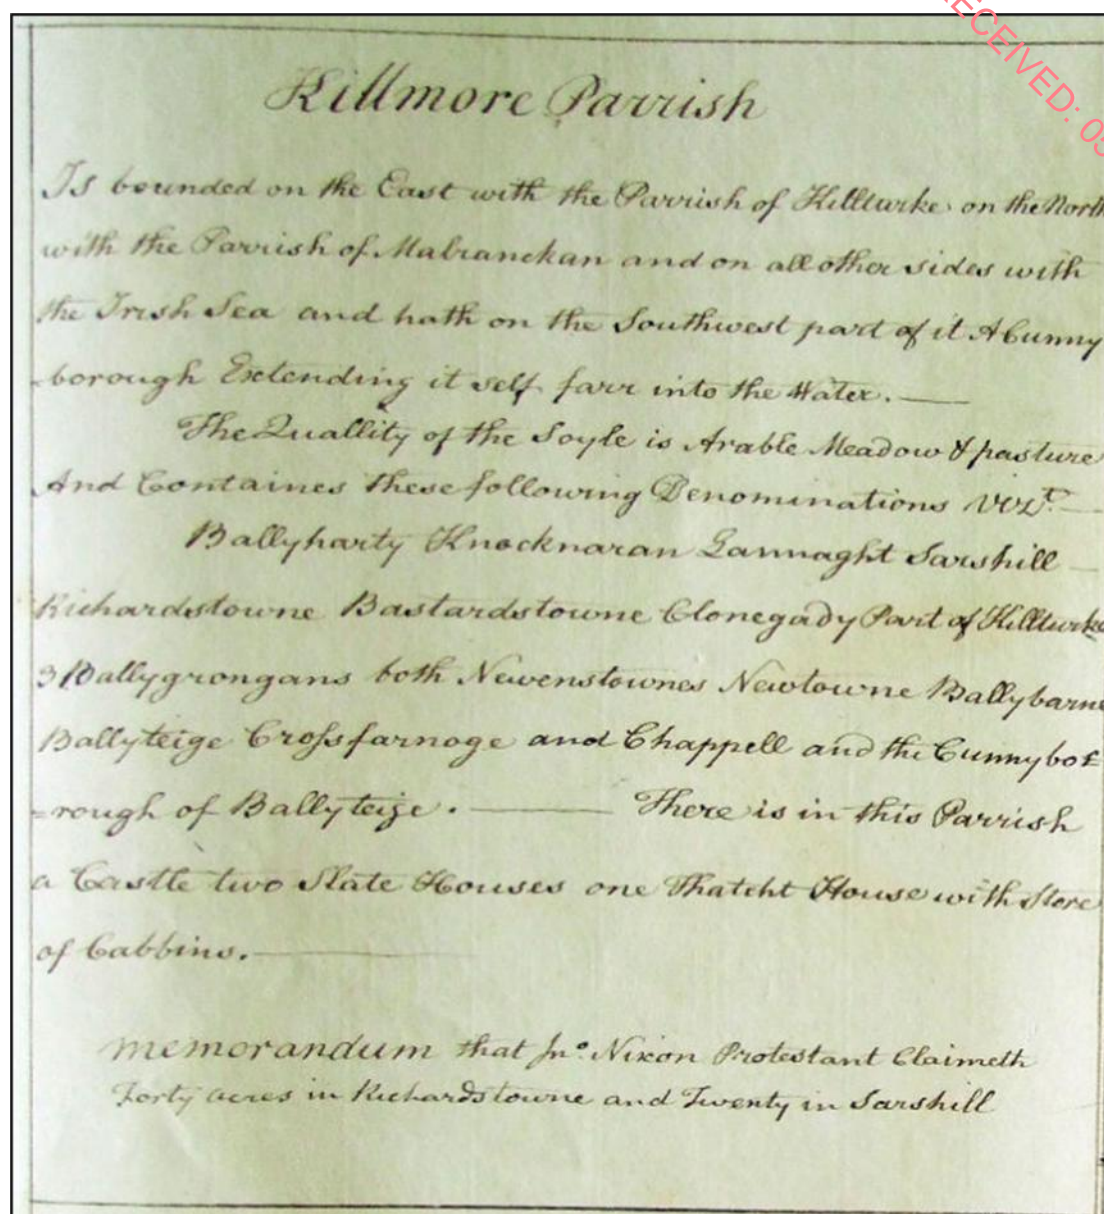 RECEIVED: 05
Killmore Parrish
Is bounded on the East with the Parrish of Killturke on the North
with the Parrish of Mabranckan and on all other sides with
the Irish Sea and hath on the Southwest part of it A Cunny
-borough Extending it self farr into the Water.
The Quallity of the Soyle is Arable Meadow & pasture
And Containes these following Denominations Vizt.
Ballyharty Knocknaran Lannaght Sarshill
Richardstowne Bastardstowne Clonegady Part of Killturke
3 Ballygrongans both Nevenstownes Newtowne Ballybarne
Ballyteige Crossfarnoge and Chappell and the Cunnybo
=rough of Ballyteige. There is in this Parrish
a Castle two Slate Houses one Thatcht House with Store
of Cabbins.
Memorandum that Jno. Nixon Protestant Claimeth
Forty acres in Richardstowne and Twenty in Sarshill